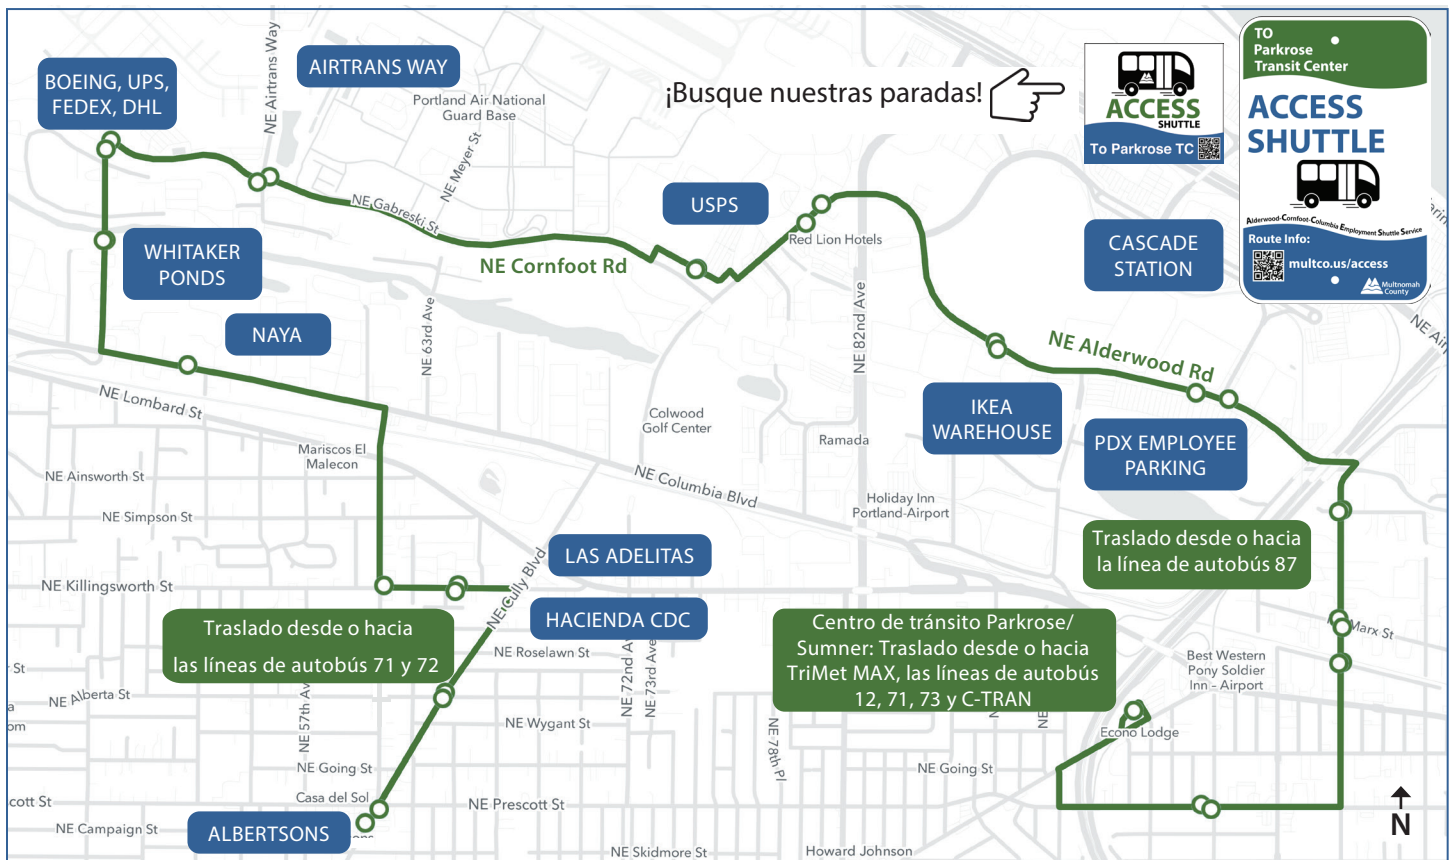 BOEING, UPS,
FEDEX, DHL
NE Airtrans Way
AIRTRANS WAY
Portland Air National
Guard Base
NE Meyer St
¡Busque nuestras paradas!
ACCESS
SHUTTLE
To Parkrose TC
TO
Parkrose
Transit Center
ACCESS
SHUTTLE
Alderwood-Cornfoot-Columbia Employment Shuttle Service
Route Info:
multco.us/access
Multnomah
County
NE Gabreski St
USPS
Red Lion Hotels
WHITAKER
PONDS
NE Cornfoot Rd
CASCADE
STATION
NAYA
NE 63rd Ave
NE 82nd Ave
NE Alderwood Rd
NE Lombard St
IKEA
WAREHOUSE
PDX EMPLOYEE
PARKING
Colwood
Golf Center
Ramada
Mariscos El
Malecon
NE Ainsworth St
NE Columbia Blvd
Holiday Inn
Portland-Airport
NE Simpson St
LAS ADELITAS
Traslado desde o hacia
la línea de autobús 87
NE Killingsworth St
NE Cully Blvd
HACIENDA CDC
Traslado desde o hacia
las líneas de autobús 71 y 72
Centro de tránsito Parkrose/
Sumner: Traslado desde o hacia
TriMet MAX, las líneas de autobús
12, 71, 73 y C-TRAN
Marx St
NE Roselawn St
Best Western
Pony Soldier
Inn - Airport
NE Alberta St
NE 57th Av
NE 72nd Av
NE 73rd Ave
NE Wygant St
NE 78th Pl
Econo Lodge
NE Going St
NE Going St
Casa del Sol
cott St
NE Prescott St
NE Campaign St
ALBERTSONS
NE Skidmore St
Howard Johnson
N